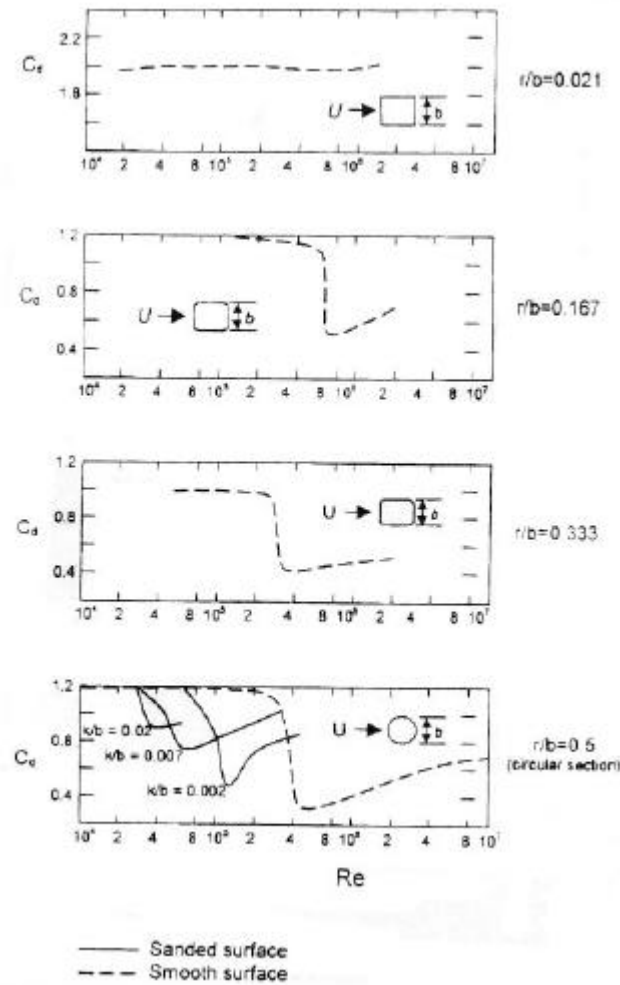 2.2
C_d
1.8
U b
r/b=0.021
10⁴ 2 4 8 10⁵ 2 4 8 10⁶ 2 4 8 10⁷
1.2
C_d
0.8
U b
r/b=0.167
0.4
10⁴ 2 4 8 10⁵ 2 4 8 10⁶ 2 4 8 10⁷
1.2
C_d
0.8
U b
r/b=0.333
0.4
10⁴ 2 4 8 10⁵ 2 4 8 10⁶ 2 4 8 10⁷
1.2
k/b = 0.02
U b
r/b=0.5
(circular section)
0.8
C_d
k/b = 0.007
k/b = 0.002
0.4
10⁴ 2 4 8 10⁵ 2 4 8 10⁶ 2 4 8 10⁷
Re
Sanded surface
Smooth surface